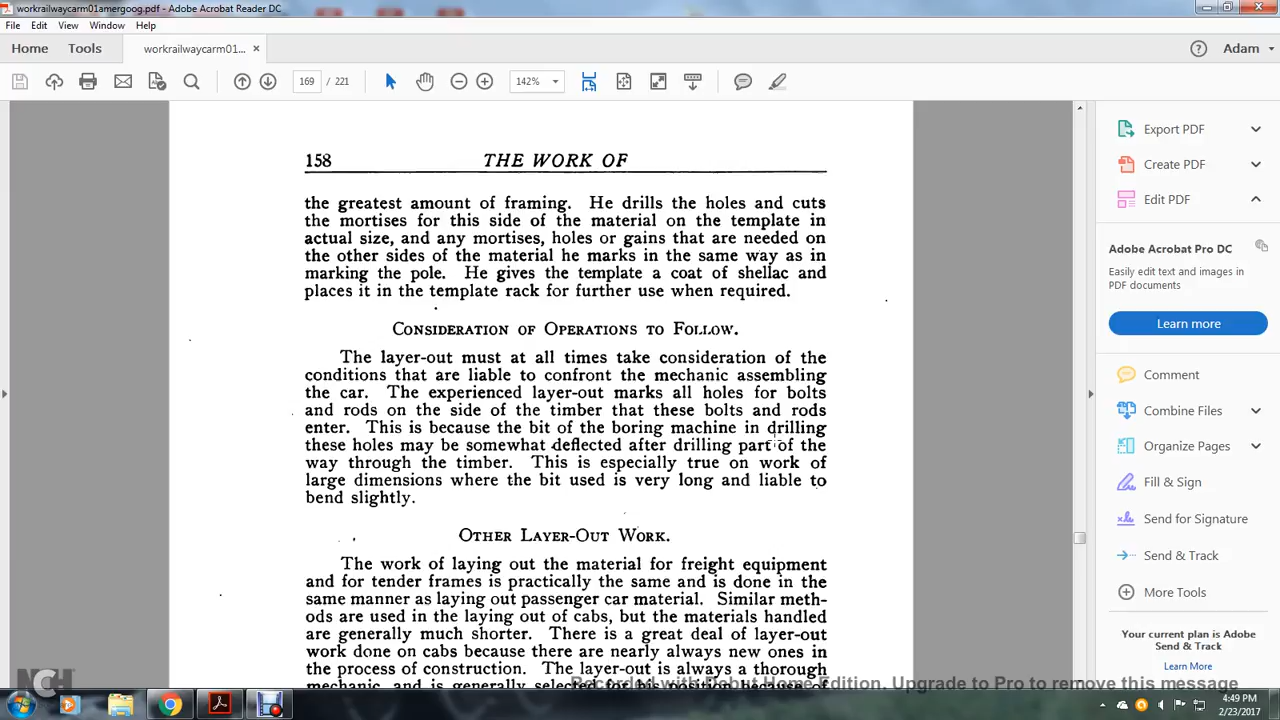 workrailwaycarm01amergoog.pdf - Adobe Acrobat Reader DC
File Edit View Window Help
Home Tools workrailwaycarm01... × Adam
169 / 221 142%
158 THE WORK OF
the greatest amount of framing. He drills the holes and cuts
the mortises for this side of the material on the template in
actual size, and any mortises, holes or gains that are needed on
the other sides of the material he marks in the same way as in
marking the pole. He gives the template a coat of shellac and
places it in the template rack for further use when required.
CONSIDERATION OF OPERATIONS TO FOLLOW.
The layer-out must at all times take consideration of the
conditions that are liable to confront the mechanic assembling
the car. The experienced layer-out marks all holes for bolts
and rods on the side of the timber that these bolts and rods
enter. This is because the bit of the boring machine in drilling
these holes may be somewhat deflected after drilling part of the
way through the timber. This is especially true on work of
large dimensions where the bit used is very long and liable to
bend slightly.
OTHER LAYER-OUT WORK.
The work of laying out the material for freight equipment
and for tender frames is practically the same and is done in the
same manner as laying out passenger car material. Similar meth-
ods are used in the laying out of cabs, but the materials handled
are generally much shorter. There is a great deal of layer-out
work done on cabs because there are nearly always new ones in
the process of construction. The layer-out is always a thorough
mechanic, and is generally selected for his position because of
Export PDF
Create PDF
Edit PDF
Adobe Acrobat Pro DC
Easily edit text and images in
PDF documents
Learn more
Comment
Combine Files
Organize Pages
Fill & Sign
Send for Signature
Send & Track
More Tools
Your current plan is Adobe
Send & Track
Learn More
NCH
Recorded with Debut Home Edition. Upgrade to Pro to remove this message
4:49 PM
2/23/2017